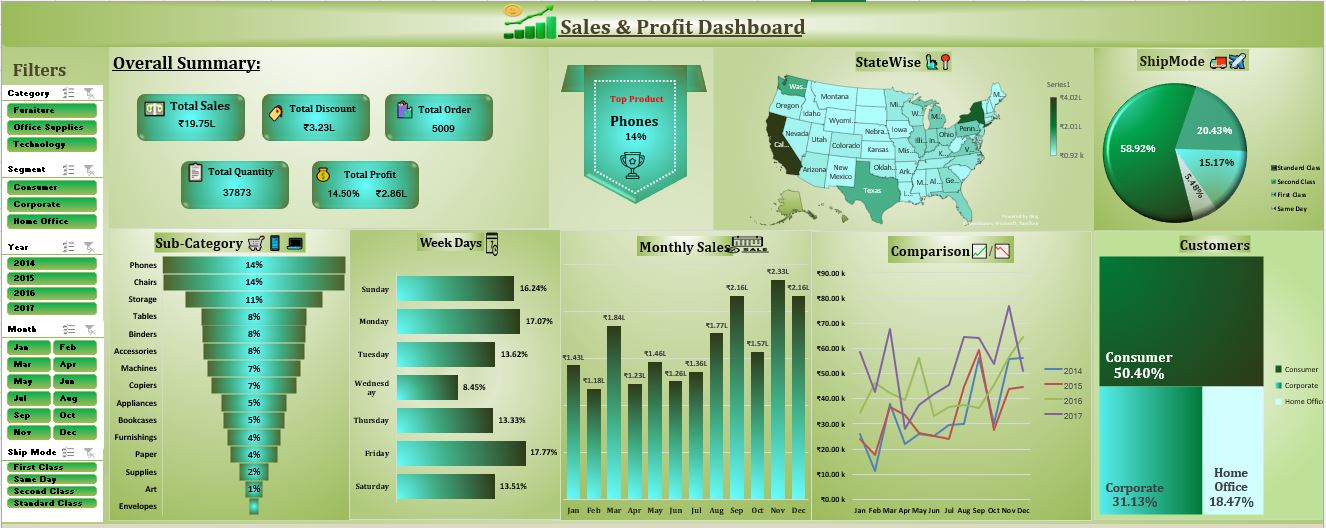 Sales & Profit Dashboard
Filters
Category
Furniture
Office Supplies
Technology
Segment
Consumer
Corporate
Home Office
Year
2014
2015
2016
2017
Month
Jan Feb
Mar Apr
May Jun
Jul Aug
Sep Oct
Nov Dec
Ship Mode
First Class
Same Day
Second Class
Standard Class
Overall Summary:
Total Sales
₹19.75L
Total Discount
₹3.23L
Total Order
5009
Total Quantity
37873
Total Profit
14.50% ₹2.86L
Top Product
Phones
14%
StateWise
Was...
Oregon
Cal...
Nevada
Idaho
Montana
Wyomi...
Utah
Arizona
Colorado
New
Mexico
Nebra...
Kansas
Oklah...
Texas
Iowa
Mis...
Ark...
L...
Mi...
W...
Illi...
In...
M...
Ohio
Penn...
V...
M...
Al...
Ge...
M...
Series1
₹4.02L
₹2.01L
₹0.92 k
Powered by Bing
ShipMode
58.92%
20.43%
15.17%
5.48%
Standard Class
Second Class
First Class
Same Day
Sub-Category
Phones 14%
Chairs 14%
Storage 11%
Tables 8%
Binders 8%
Accessories 8%
Machines 7%
Copiers 7%
Appliances 5%
Bookcases 5%
Furnishings 4%
Paper 4%
Supplies 2%
Art 1%
Envelopes
Week Days
Sunday 16.24%
Monday 17.07%
Tuesday 13.62%
Wednesd
ay 8.45%
Thursday 13.33%
Friday 17.77%
Saturday 13.51%
Monthly Sales
₹1.43L
₹1.18L
₹1.84L
₹1.23L
₹1.46L
₹1.26L
₹1.36L
₹1.77L
₹2.16L
₹1.57L
₹2.33L
₹2.16L
Jan Feb Mar Apr May Jun Jul Aug Sep Oct Nov Dec
Comparison
₹90.00 k
₹80.00 k
₹70.00 k
₹60.00 k
₹50.00 k
₹40.00 k
₹30.00 k
₹20.00 k
₹10.00 k
₹0.00 k
Jan Feb Mar Apr May Jun Jul Aug Sep Oct Nov Dec
2014
2015
2016
2017
Customers
Consumer
50.40%
Corporate
31.13%
Home
Office
18.47%
Consumer
Corporate
Home Office